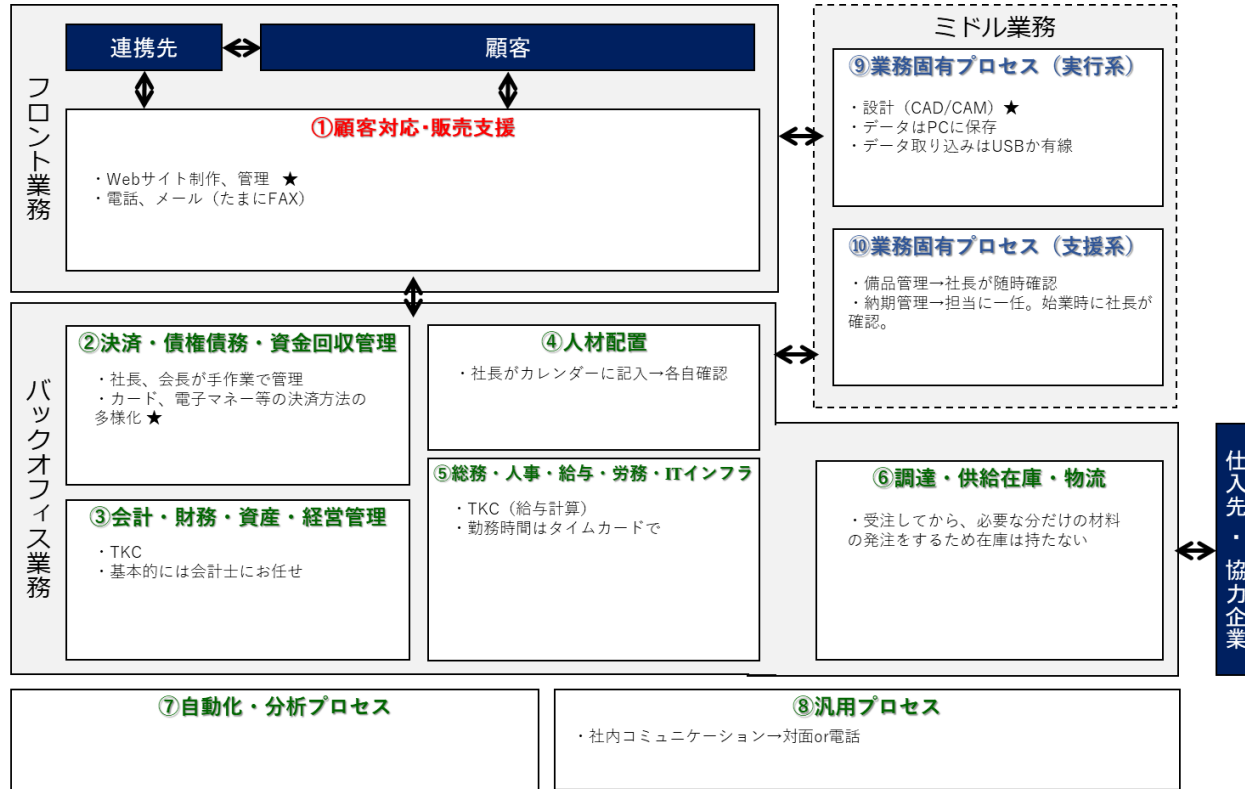 フロント業務
連携先
顧客
①顧客対応・販売支援
・Webサイト制作、管理 ★
・電話、メール（たまにFAX）
ミドル業務
⑨業務固有プロセス（実行系）
・設計（CAD/CAM）★
・データはPCに保存
・データ取り込みはUSBか有線
⑩業務固有プロセス（支援系）
・備品管理→社長が随時確認
・納期管理→担当に一任。始業時に社長が
確認。
バックオフィス業務
②決済・債権債務・資金回収管理
・社長、会長が手作業で管理
・カード、電子マネー等の決済方法の
多様化 ★
④人材配置
・社長がカレンダーに記入→各自確認
③会計・財務・資産・経営管理
・TKC
・基本的には会計士にお任せ
⑤総務・人事・給与・労務・ITインフラ
・TKC（給与計算）
・勤務時間はタイムカードで
⑥調達・供給在庫・物流
・受注してから、必要な分だけの材料
の発注をするため在庫は持たない
仕入先・協力企業
⑦自動化・分析プロセス
⑧汎用プロセス
・社内コミュニケーション→対面or電話